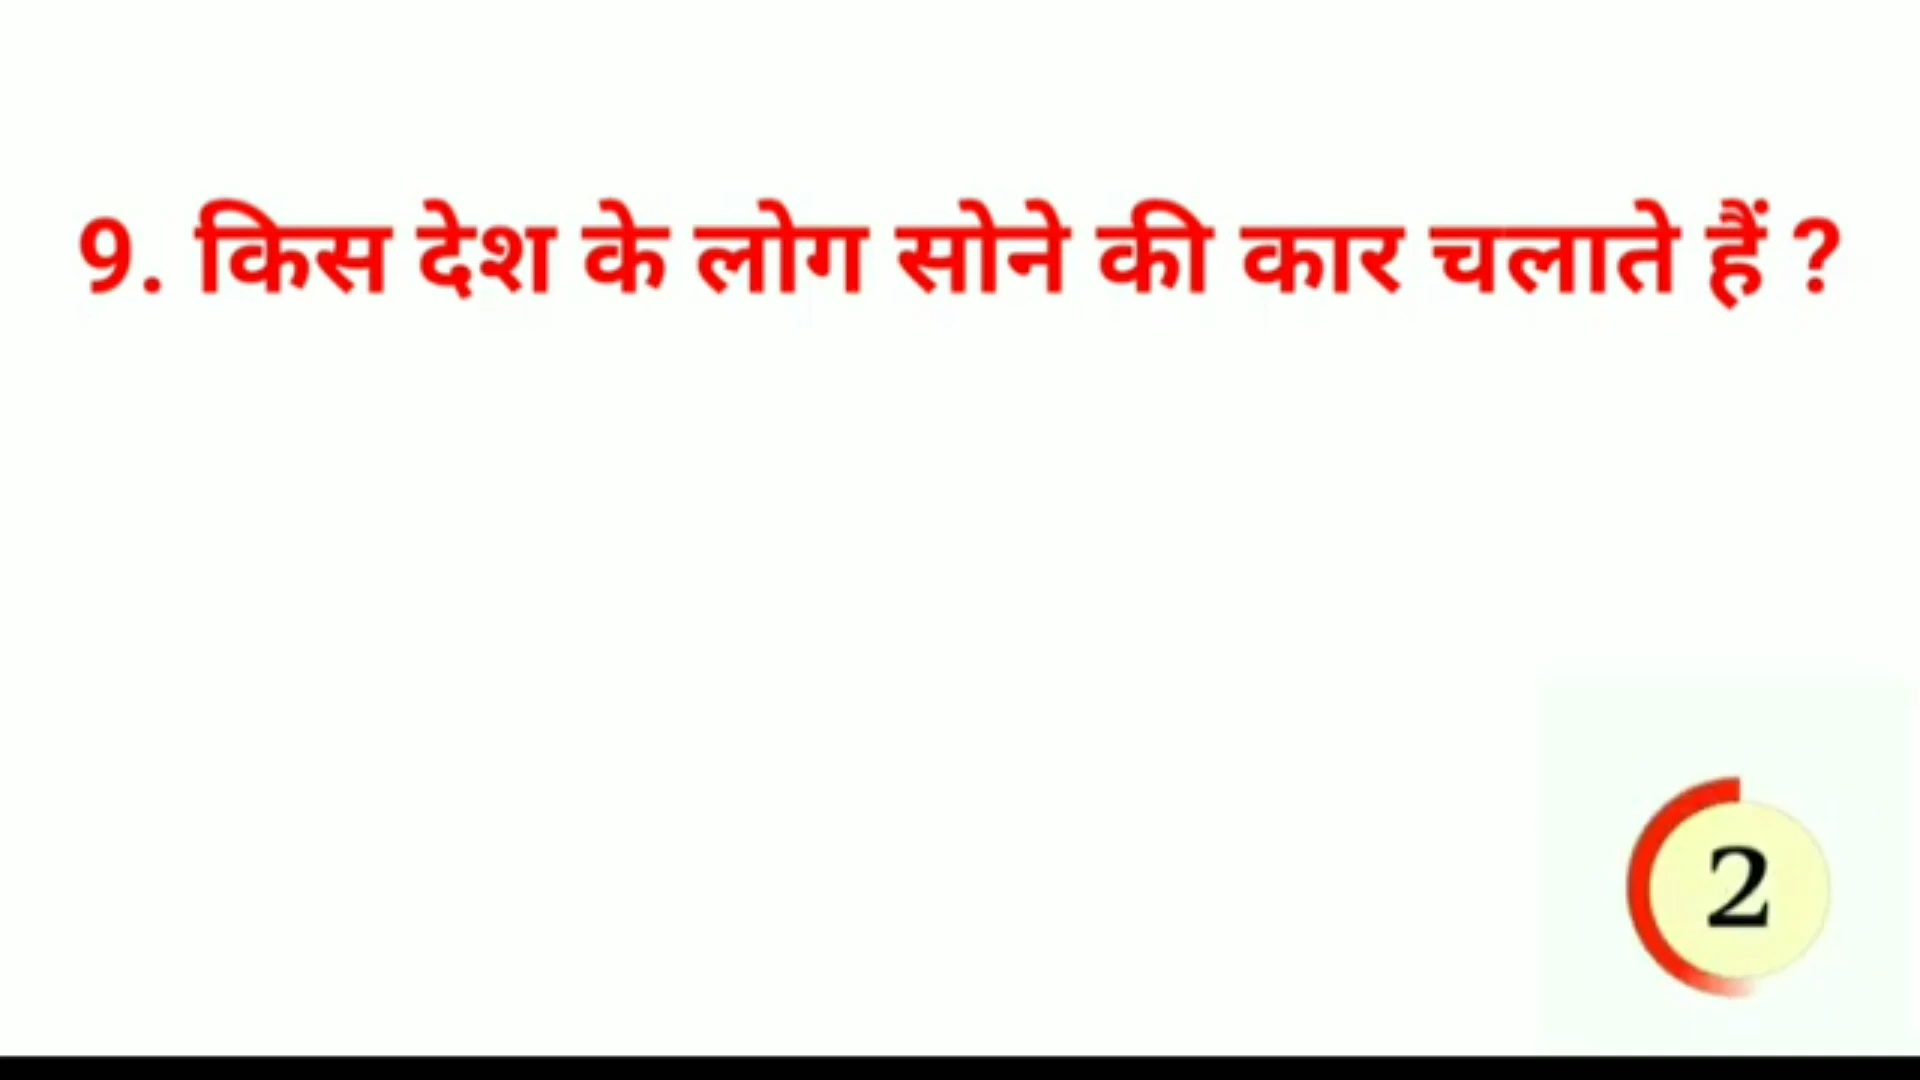 9. किस देश के लोग सोने की कार चलाते हैं ?
2